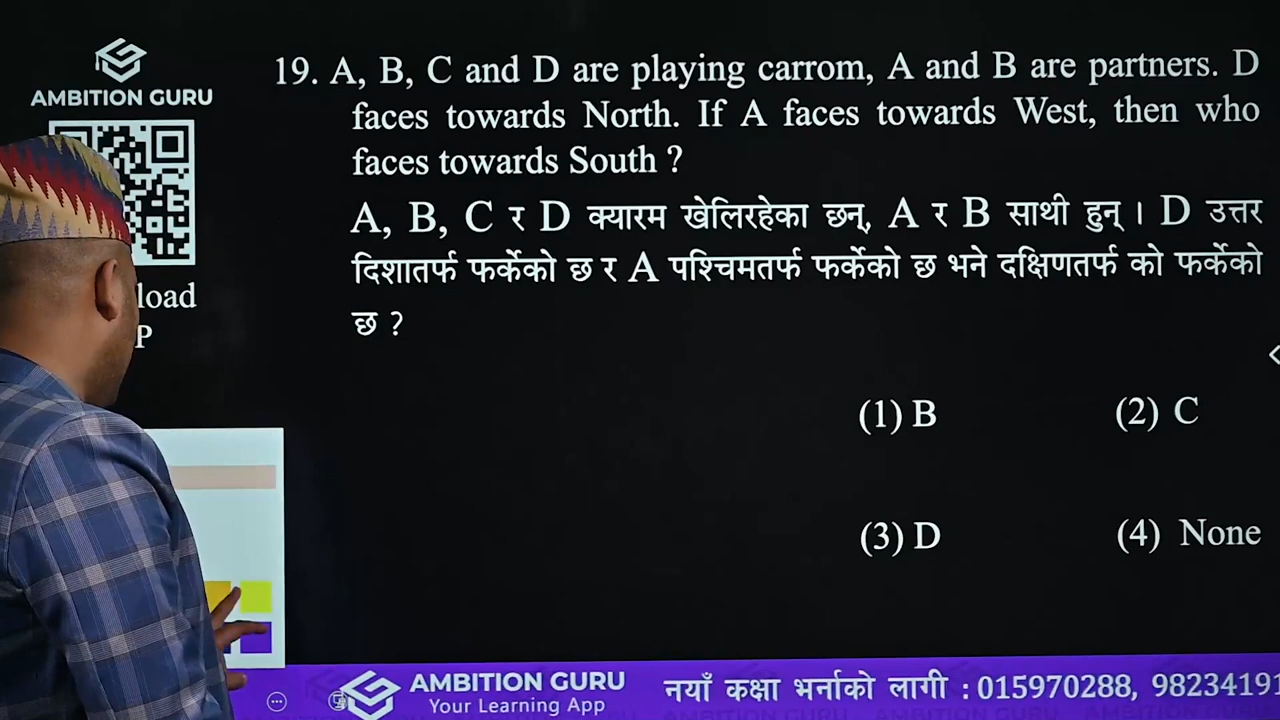 AMBITION GURU
19. A, B, C and D are playing carrom, A and B are partners. D
faces towards North. If A faces towards West, then who
faces towards South ?
A, B, C र D क्यारम खेलिरहेका छन्, A र B साथी हुन् । D उत्तर
दिशातर्फ फर्केको छ र A पश्चिमतर्फ फर्केको छ भने दक्षिणतर्फ को फर्केको
छ ?
load
P
(1) B
(2) C
(3) D
(4) None
AMBITION GURU
Your Learning App
नयाँ कक्षा भर्नाको लागी : 015970288, 98234191